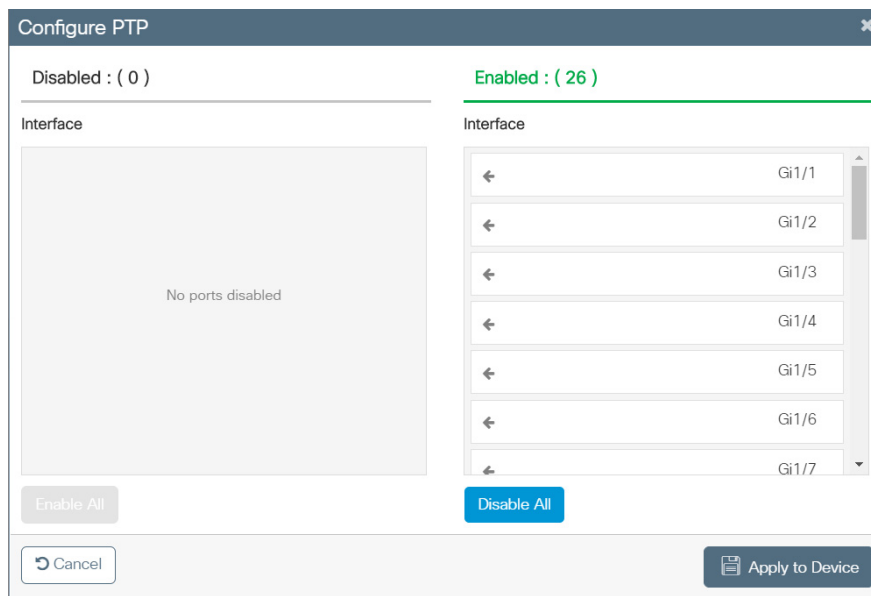 Configure PTP
Disabled : ( 0 )
Enabled : ( 26 )
Interface
Interface
No ports disabled
Gi1/1
Gi1/2
Gi1/3
Gi1/4
Gi1/5
Gi1/6
Gi1/7
Enable All
Disable All
Cancel
Apply to Device